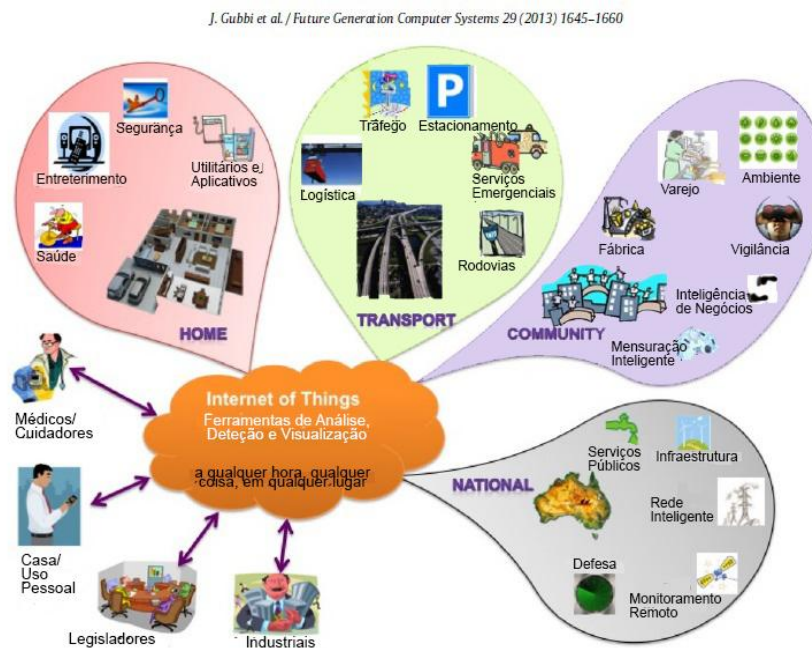 J. Gubbi et al. / Future Generation Computer Systems 29 (2013) 1645–1660
Segurança
Entreterimento
Utilitários e
Aplicativos
Saúde
HOME
Tráfego
Estacionamento
Logística
Serviços
Emergenciais
Rodovias
TRANSPORT
Varejo
Ambiente
Fábrica
Vigilância
Inteligência
de Negócios
Mensuração
Inteligente
COMMUNITY
Internet of Things
Ferramentas de Análise,
Deteção e Visualização
a qualquer hora, qualquer
coisa, em qualquer lugar
Médicos/
Cuidadores
Casa/
Uso
Pessoal
Legisladores
Industriais
NATIONAL
Serviços
Públicos
Infraestrutura
Rede
Inteligente
Defesa
Monitoramento
Remoto